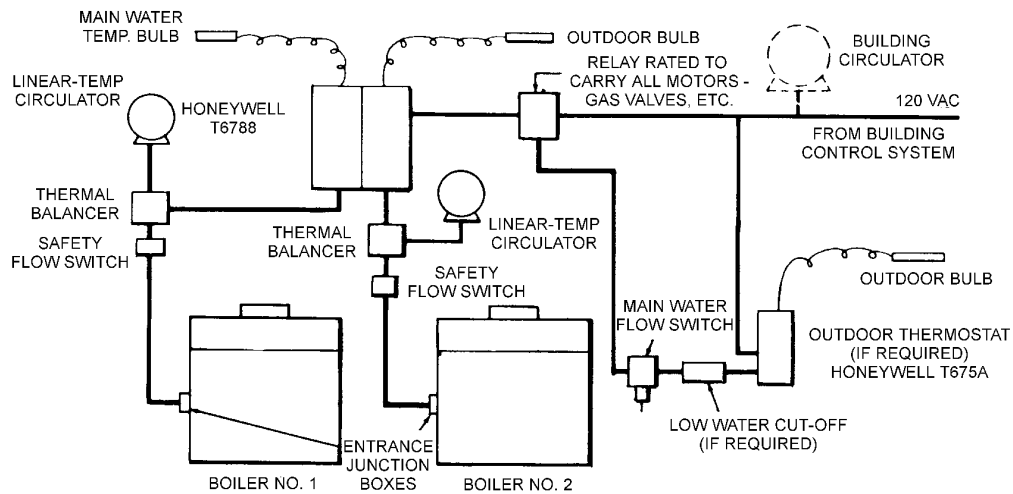 MAIN WATER
TEMP. BULB
OUTDOOR BULB
BUILDING
CIRCULATOR
RELAY RATED TO
CARRY ALL MOTORS -
GAS VALVES, ETC.
LINEAR-TEMP
CIRCULATOR
HONEYWELL
T6788
120 VAC
FROM BUILDING
CONTROL SYSTEM
THERMAL
BALANCER
SAFETY
FLOW SWITCH
THERMAL
BALANCER
LINEAR-TEMP
CIRCULATOR
SAFETY
FLOW SWITCH
OUTDOOR BULB
MAIN WATER
FLOW SWITCH
OUTDOOR THERMOSTAT
(IF REQUIRED)
HONEYWELL T675A
LOW WATER CUT-OFF
(IF REQUIRED)
ENTRANCE
JUNCTION
BOXES
BOILER NO. 1
BOILER NO. 2